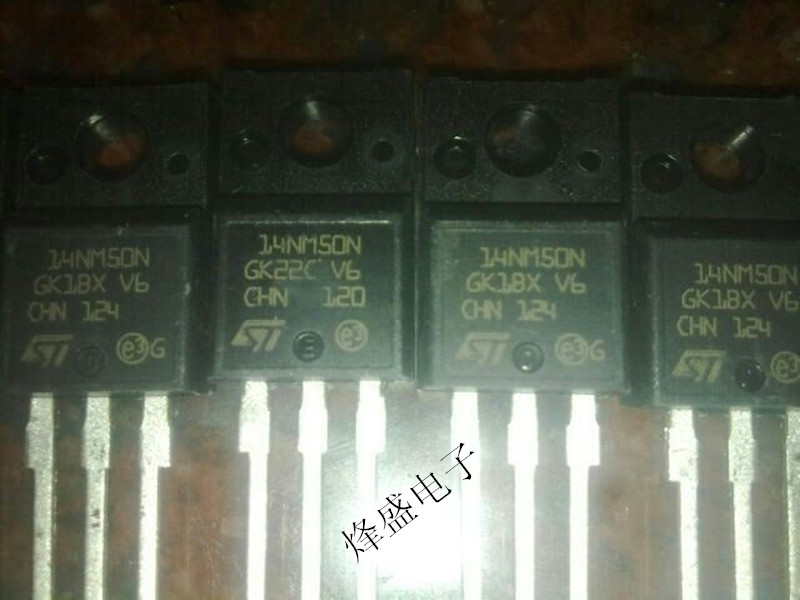 14NM50N
GK18X V6
CHN 124
ST e3 G
14NM50N
GK22C V6
CHN 120
ST E e3
14NM50N
GK18X V6
CHN 124
ST e3 G
14NM50N
GK18X V6
CHN 124
ST e3
烽盛电子